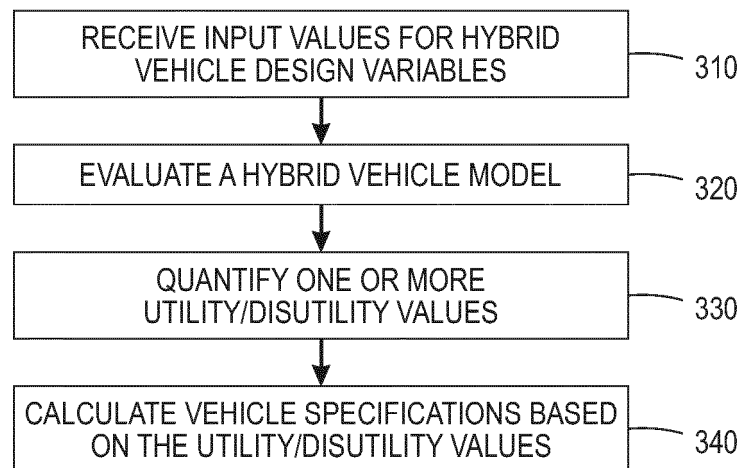 RECEIVE INPUT VALUES FOR HYBRID
VEHICLE DESIGN VARIABLES
310
EVALUATE A HYBRID VEHICLE MODEL
320
QUANTIFY ONE OR MORE
UTILITY/DISUTILITY VALUES
330
CALCULATE VEHICLE SPECIFICATIONS BASED
ON THE UTILITY/DISUTILITY VALUES
340